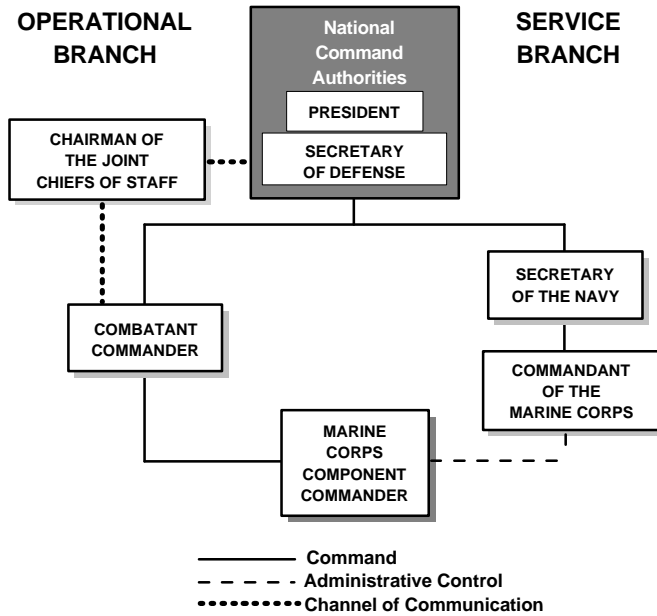 OPERATIONAL
BRANCH
National
Command
Authorities
SERVICE
BRANCH
PRESIDENT
SECRETARY
OF DEFENSE
CHAIRMAN OF
THE JOINT
CHIEFS OF STAFF
SECRETARY
OF THE NAVY
COMBATANT
COMMANDER
COMMANDANT
OF THE
MARINE CORPS
MARINE
CORPS
COMPONENT
COMMANDER
Command
Administrative Control
Channel of Communication